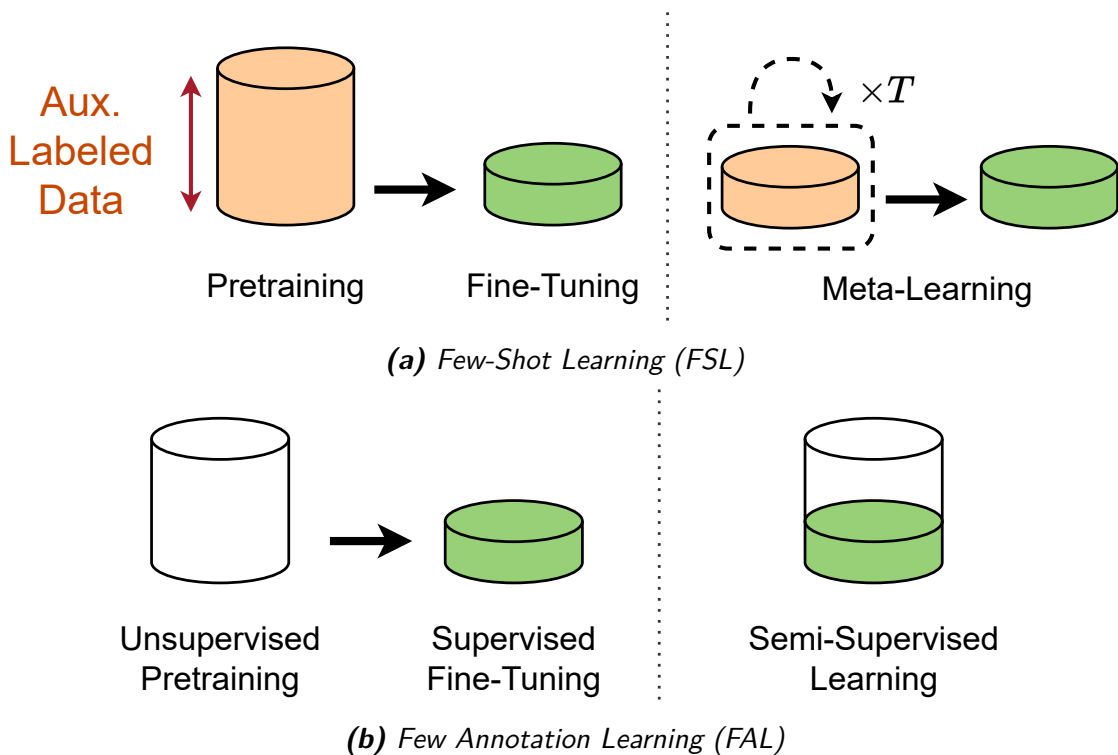 Aux.
Labeled
Data
×T
Pretraining
Fine-Tuning
Meta-Learning
(a) Few-Shot Learning (FSL)
Unsupervised
Pretraining
Supervised
Fine-Tuning
Semi-Supervised
Learning
(b) Few Annotation Learning (FAL)